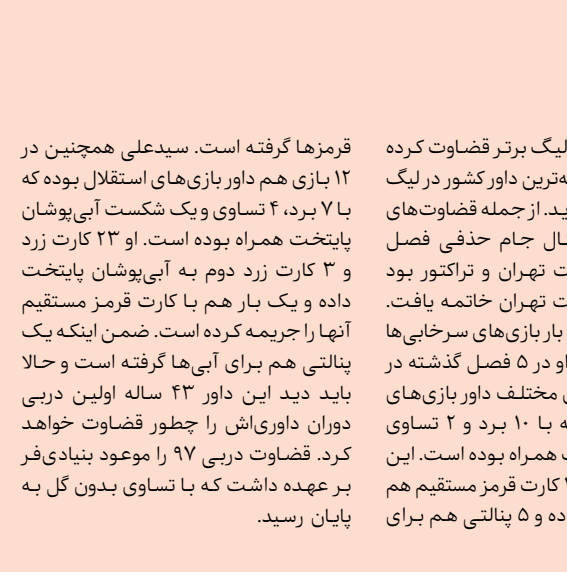 لیگ برتر قضاوت کرده
ه‌ترین داور کشور در لیگ
ید. از جمله قضاوت‌های
ـال جام حذفی فصل
ت تهران و تراکتور بود
ت تهران خاتمه یافت.
بار بازی‌های سرخابی‌ها
او در ۵ فصل گذشته در
مختلف داور بازی‌های
ه با ۱۰ برد و ۲ تساوی
همراه بوده است. این
کارت قرمز مستقیم هم
ده و ۵ پنالتی هم برای
قرمزها گرفته است. سیدعلی همچنین در
۱۲ بازی هم داور بازی‌های استقلال بوده که
با ۷ برد، ۴ تساوی و یک شکست آبی‌پوشان
پایتخت همراه بوده است. او ۲۳ کارت زرد
و ۳ کارت زرد دوم به آبی‌پوشان پایتخت
داده و یک بار هم با کارت قرمز مستقیم
آنها را جریمه کرده است. ضمن اینکه یک
پنالتی هم برای آبی‌ها گرفته است و حالا
باید دید این داور ۴۳ ساله اولین دربی
دوران داوری‌اش را چطور قضاوت خواهد
کرد. قضاوت دربی ۹۷ را موعود بنیادی‌فر
بر عهده داشت که با تساوی بدون گل به
پایان رسید.